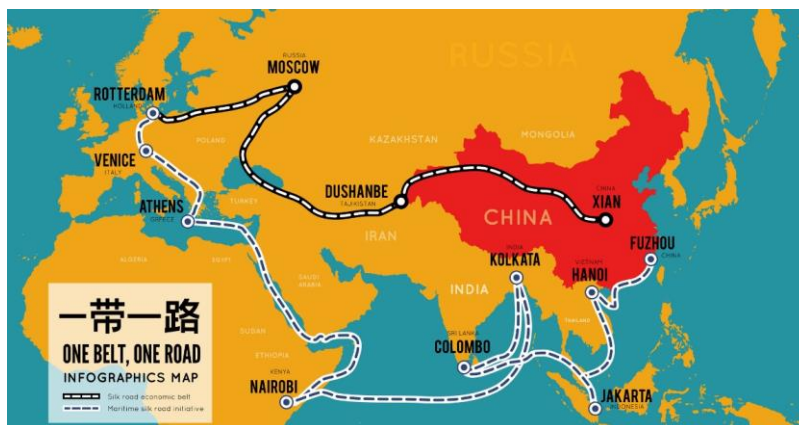 RUSSIA
RUSSIA
MOSCOW
ROTTERDAM
HOLLAND
POLAND
KAZAKHSTAN
MONGOLIA
VENICE
ITALY
DUSHANBE
TAJIKISTAN
CHINA
XIAN
ATHENS
GREECE
TURKEY
CHINA
IRAN
FUZHOU
CHINA
INDIA
KOLKATA
VIETNAM
HANOI
ALGERIA
EGYPT
SAUDI
ARABIA
INDIA
THAILAND
一带一路
ONE BELT, ONE ROAD
INFOGRAPHICS MAP
Silk road economic belt
Maritime silk road initiative
SUDAN
ETHIOPIA
KENYA
NAIROBI
SRI LANKA
COLOMBO
JAKARTA
INDONESIA